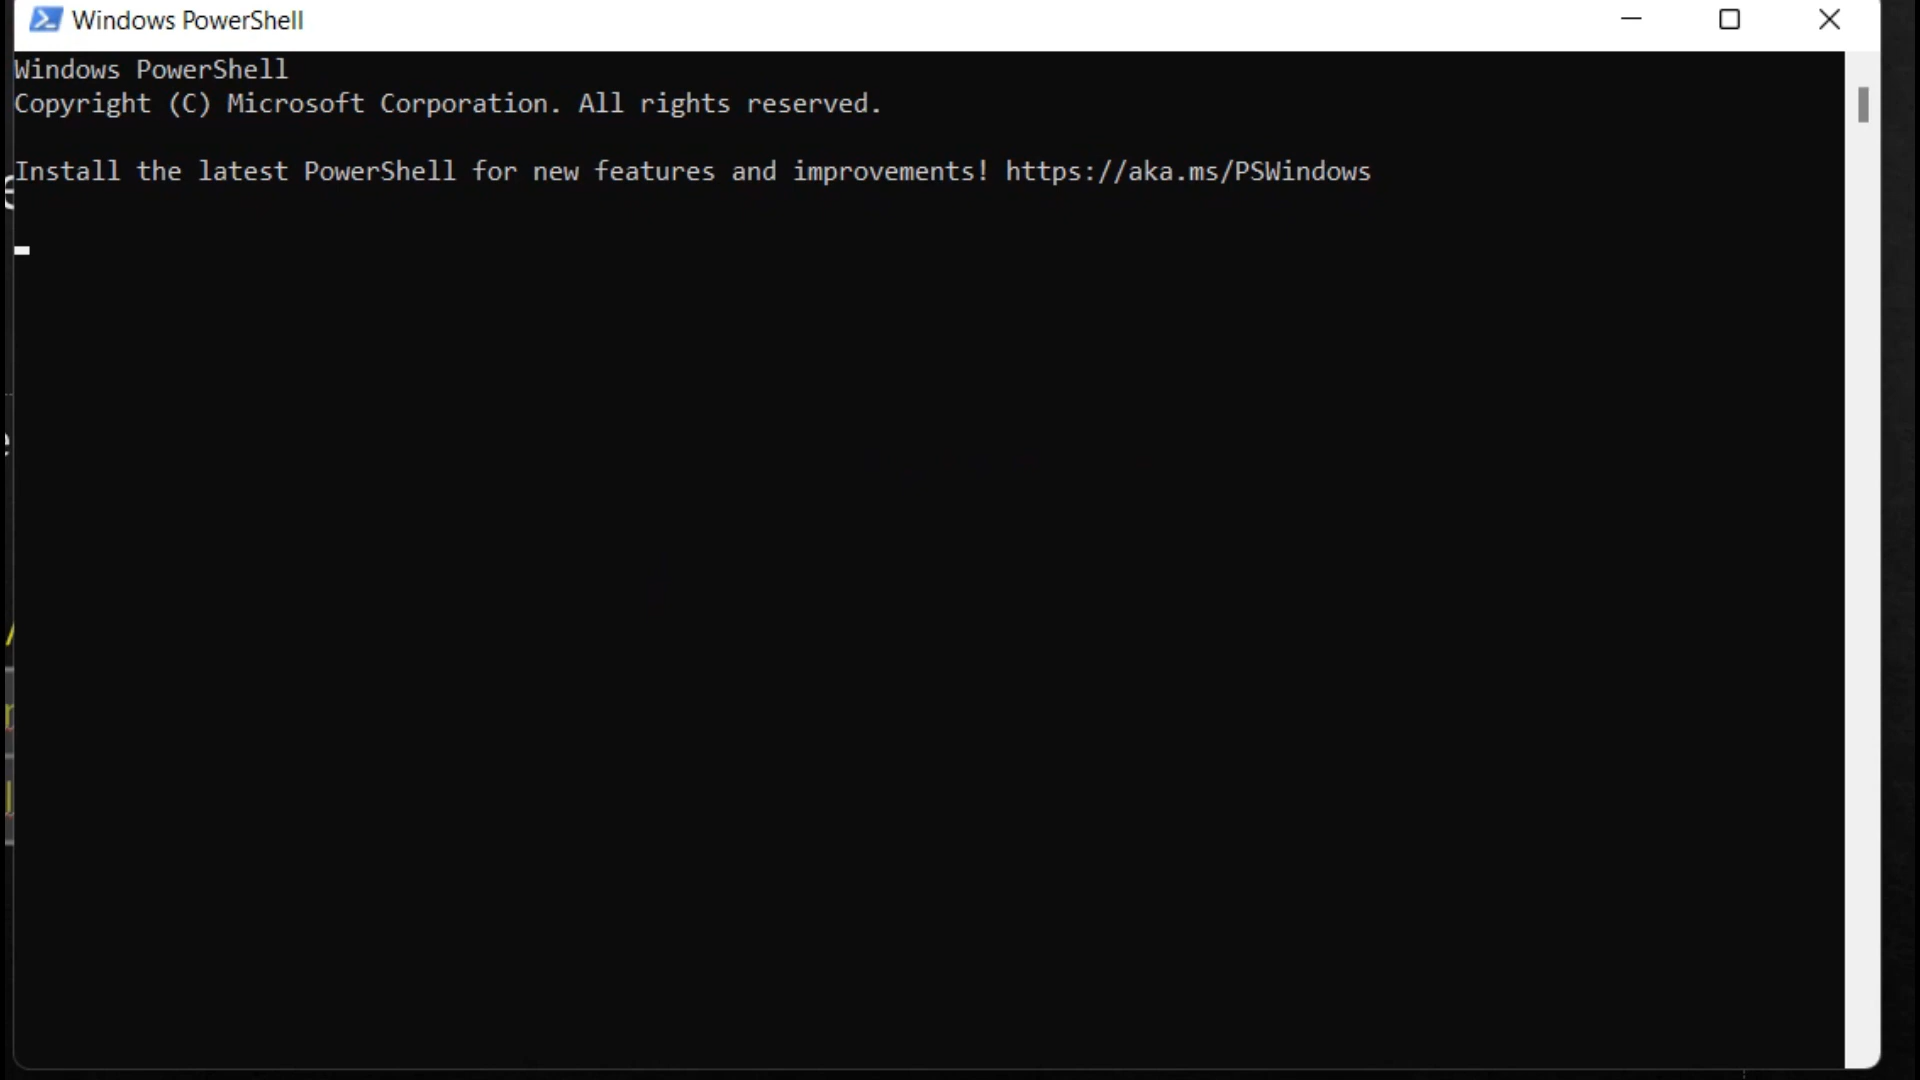 Windows PowerShell
Windows PowerShell
Copyright (C) Microsoft Corporation. All rights reserved.
Install the latest PowerShell for new features and improvements! https://aka.ms/PSWindows